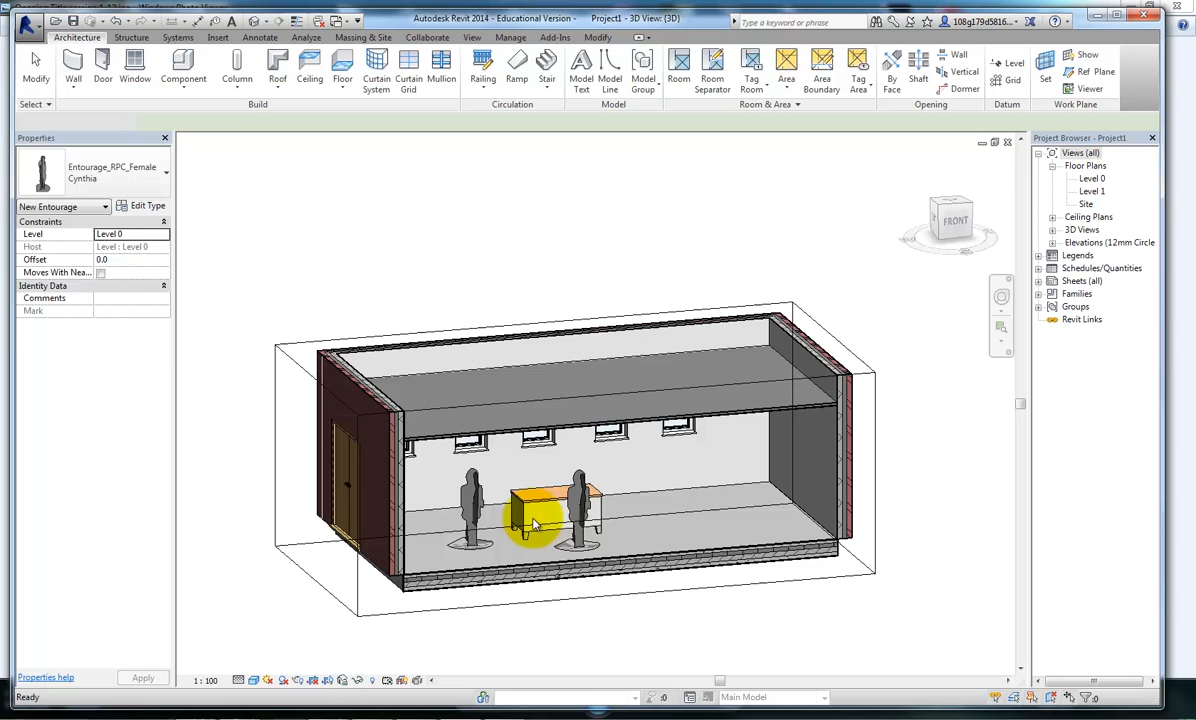 Autodesk Revit 2014 - Educational Version - Project1 - 3D View: {3D}
Type a keyword or phrase
108g179d5816...
Architecture Structure Systems Insert Annotate Analyze Massing & Site Collaborate View Manage Add-Ins Modify
Modify Wall Door Window Component Column Roof Ceiling Floor Curtain System Curtain Grid Mullion Railing Ramp Stair Model Text Model Line Model Group Room Room Separator Tag Room Area Area Boundary Tag Area By Face Shaft Wall Vertical Dormer Level Grid Set Show Ref Plane Viewer
Select Build Circulation Model Room & Area Opening Datum Work Plane
Properties
Entourage_RPC_Female
Cynthia
New Entourage Edit Type
Constraints
Level Level 0
Host Level : Level 0
Offset 0.0
Moves With Nea...
Identity Data
Comments
Mark
Properties help Apply
FRONT
Project Browser - Project1
Views (all)
Floor Plans
Level 0
Level 1
Site
Ceiling Plans
3D Views
Elevations (12mm Circle
Legends
Schedules/Quantities
Sheets (all)
Families
Groups
Revit Links
1 : 100
Ready
:0
Main Model
:0